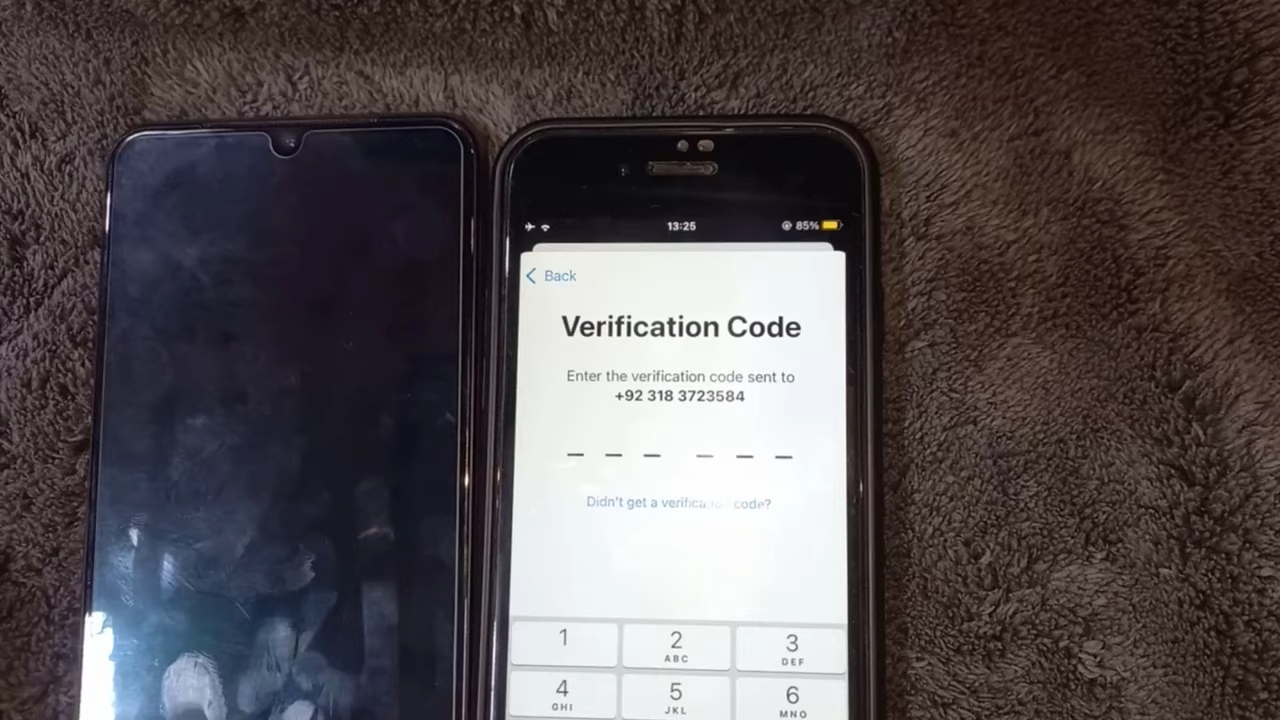 13:25
85%
Back
Verification Code
Enter the verification code sent to
+92 318 3723584
Didn't get a verification code?
1
2
ABC
3
DEF
4
GHI
5
JKL
6
MNO